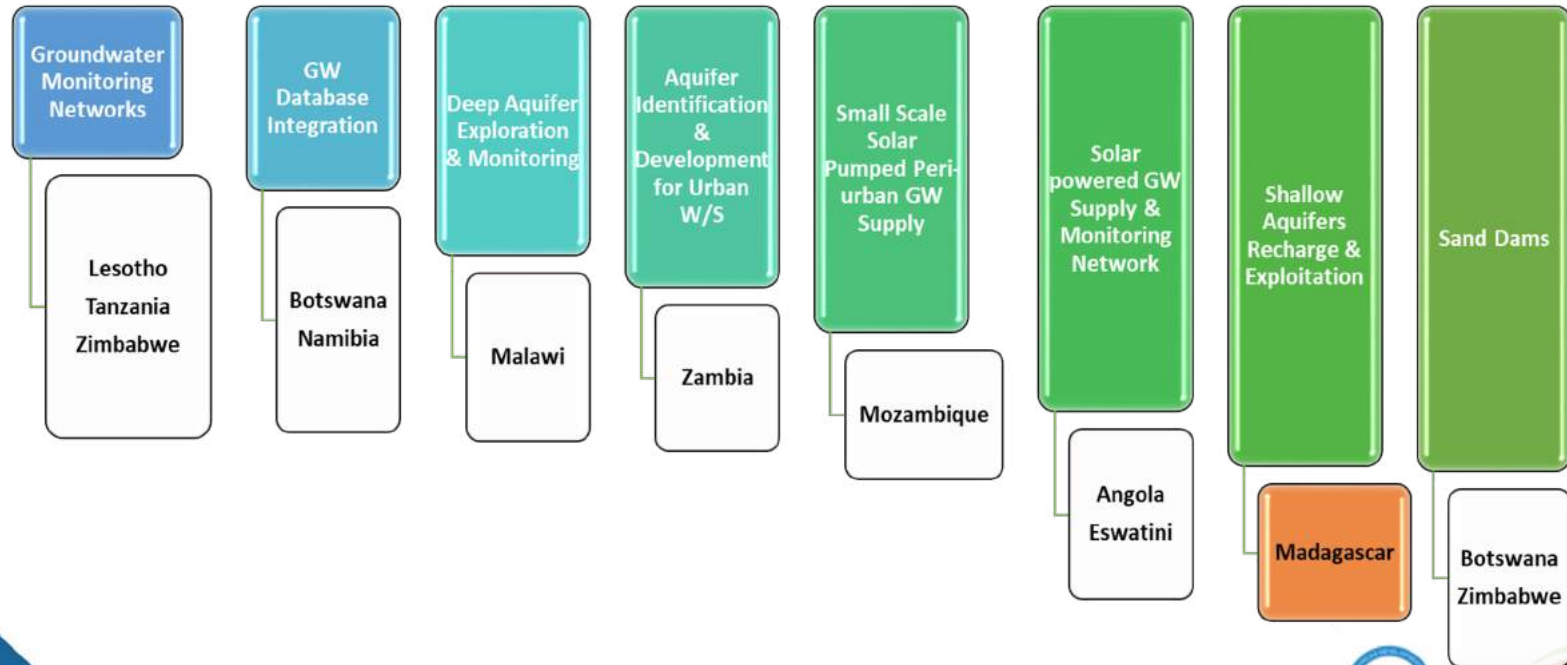 Groundwater
Monitoring
Networks
Lesotho
Tanzania
Zimbabwe
GW
Database
Integration
Botswana
Namibia
Deep Aquifer
Exploration
& Monitoring
Malawi
Aquifer
Identification
&
Development
for Urban
W/S
Zambia
Small Scale
Solar
Pumped Peri-
urban GW
Supply
Mozambique
Solar
powered GW
Supply &
Monitoring
Network
Angola
Eswatini
Shallow
Aquifers
Recharge &
Exploitation
Madagascar
Sand Dams
Botswana
Zimbabwe